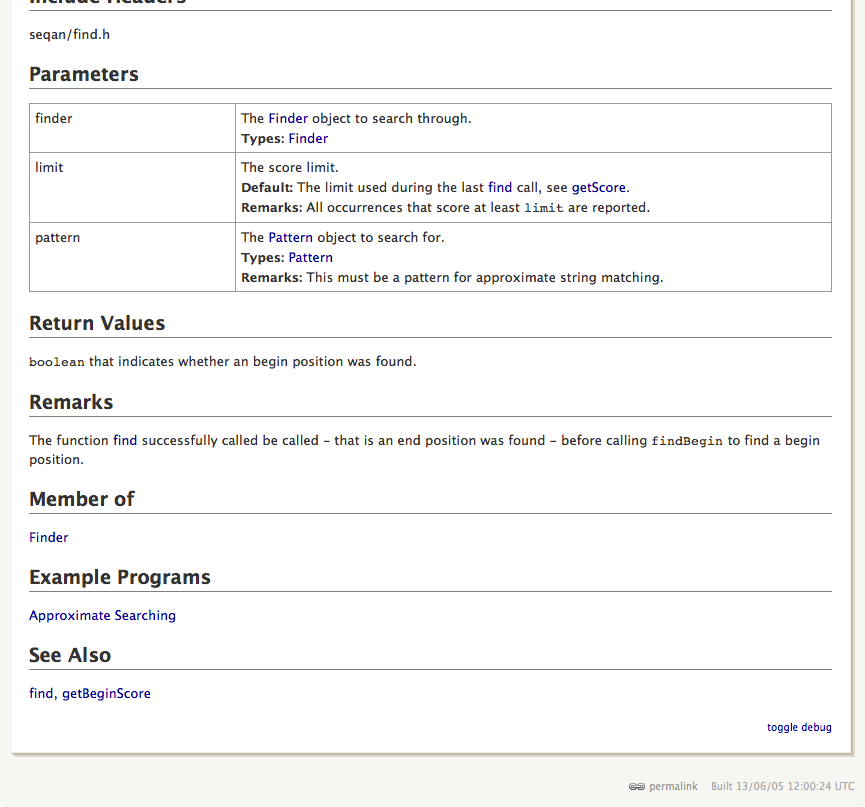 Include Headers
seqan/find.h
Parameters
finder
The Finder object to search through.
Types: Finder
limit
The score limit.
Default: The limit used during the last find call, see getScore.
Remarks: All occurrences that score at least limit are reported.
pattern
The Pattern object to search for.
Types: Pattern
Remarks: This must be a pattern for approximate string matching.
Return Values
boolean that indicates whether an begin position was found.
Remarks
The function find successfully called be called – that is an end position was found – before calling findBegin to find a begin
position.
Member of
Finder
Example Programs
Approximate Searching
See Also
find, getBeginScore
toggle debug
permalink Built 13/06/05 12:00:24 UTC